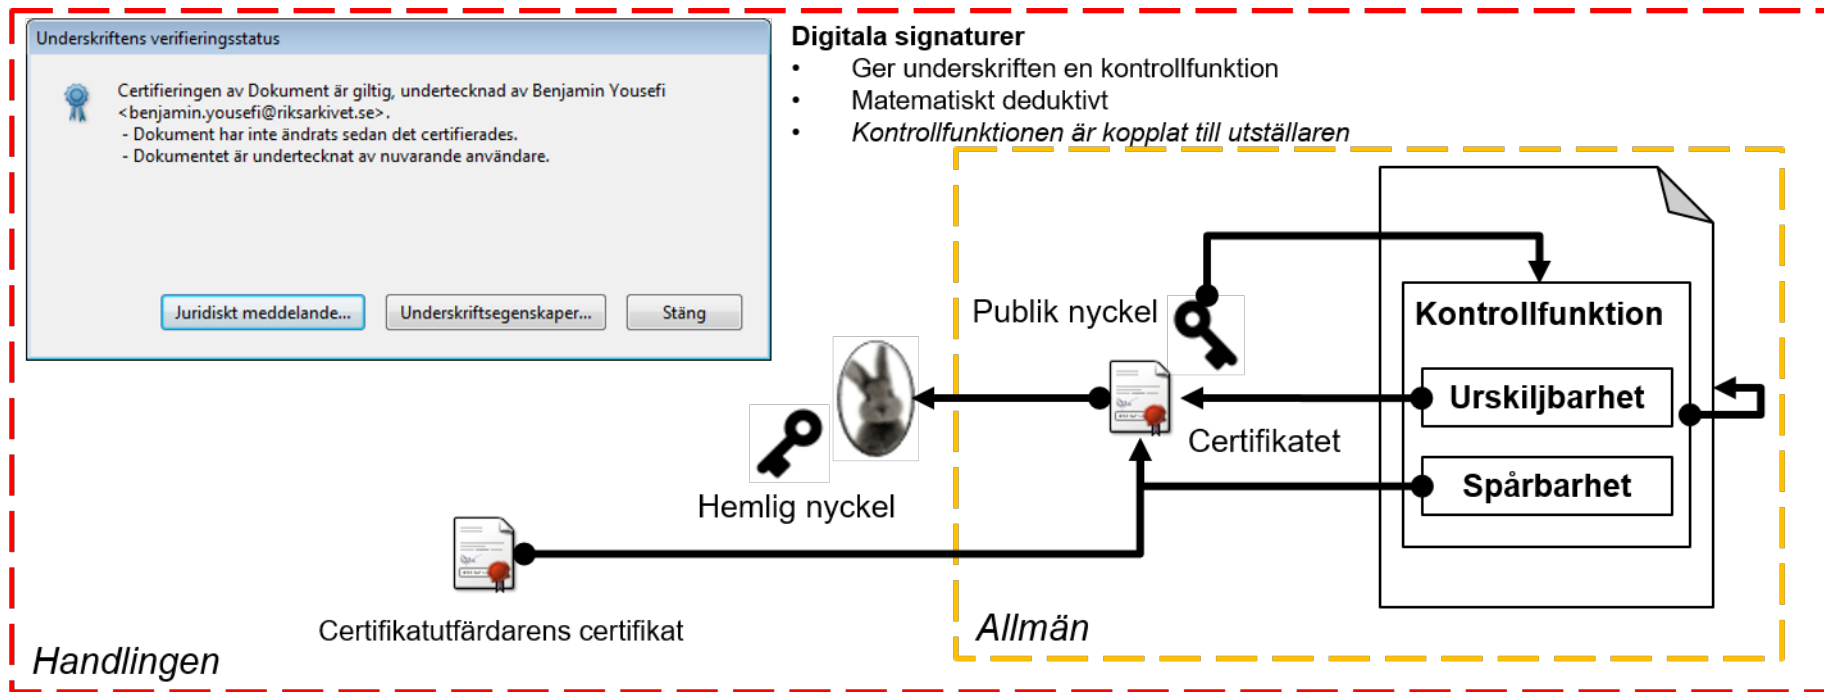 Underskriftens verifieringsstatus
Certifieringen av Dokument är giltig, undertecknad av Benjamin Yousefi
<benjamin.yousefi@riksarkivet.se>.
- Dokument har inte ändrats sedan det certifierades.
- Dokumentet är undertecknat av nuvarande användare.
Juridiskt meddelande...
Underskriftsegenskaper...
Stäng
Digitala signaturer
• Ger underskriften en kontrollfunktion
• Matematiskt deduktivt
• Kontrollfunktionen är kopplat till utställaren
Publik nyckel
Kontrollfunktion
Urskiljbarhet
Certifikatet
Spårbarhet
Hemlig nyckel
Certifikatutfärdarens certifikat
Allmän
Handlingen